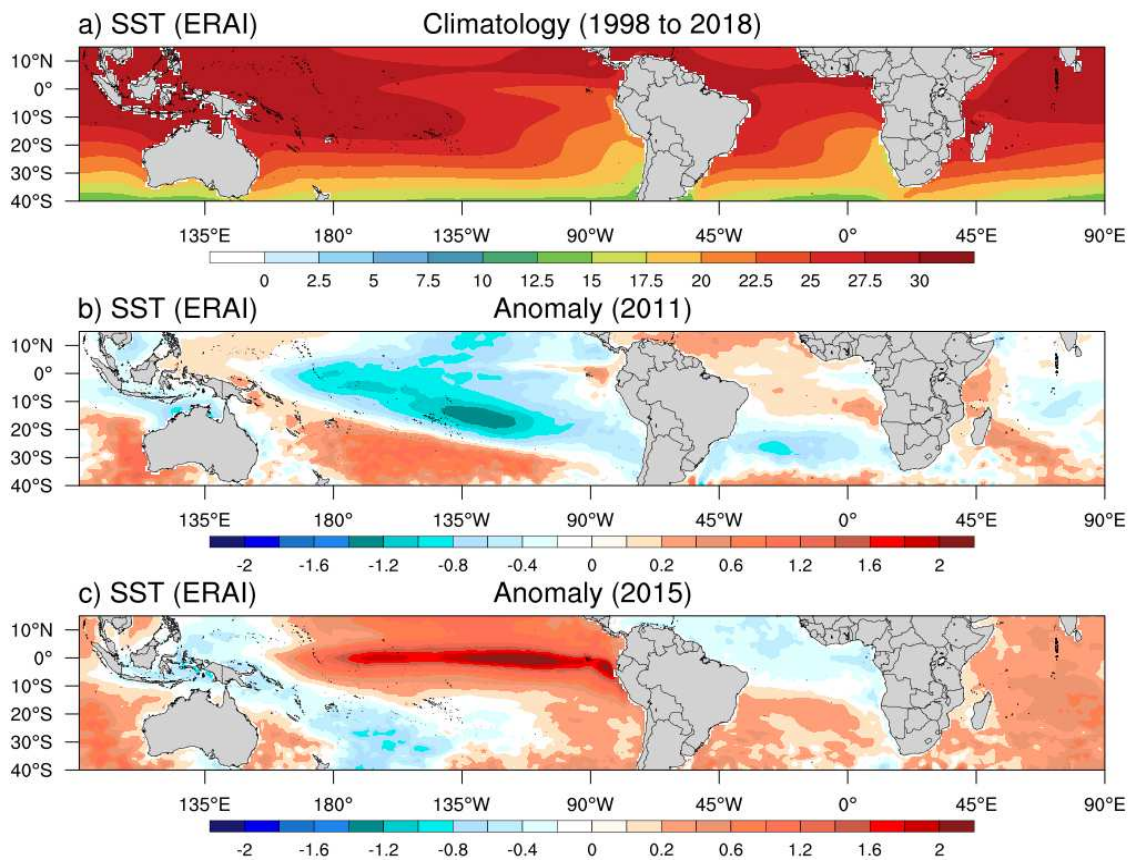 a) SST (ERAI) Climatology (1998 to 2018)
10°N
0°
10°S
20°S
30°S
40°S
135°E 180° 135°W 90°W 45°W 0° 45°E 90°E
0 2.5 5 7.5 10 12.5 15 17.5 20 22.5 25 27.5 30
b) SST (ERAI) Anomaly (2011)
10°N
0°
10°S
20°S
30°S
40°S
135°E 180° 135°W 90°W 45°W 0° 45°E 90°E
-2 -1.6 -1.2 -0.8 -0.4 0 0.2 0.6 1.2 1.6 2
c) SST (ERAI) Anomaly (2015)
10°N
0°
10°S
20°S
30°S
40°S
135°E 180° 135°W 90°W 45°W 0° 45°E 90°E
-2 -1.6 -1.2 -0.8 -0.4 0 0.2 0.6 1.2 1.6 2